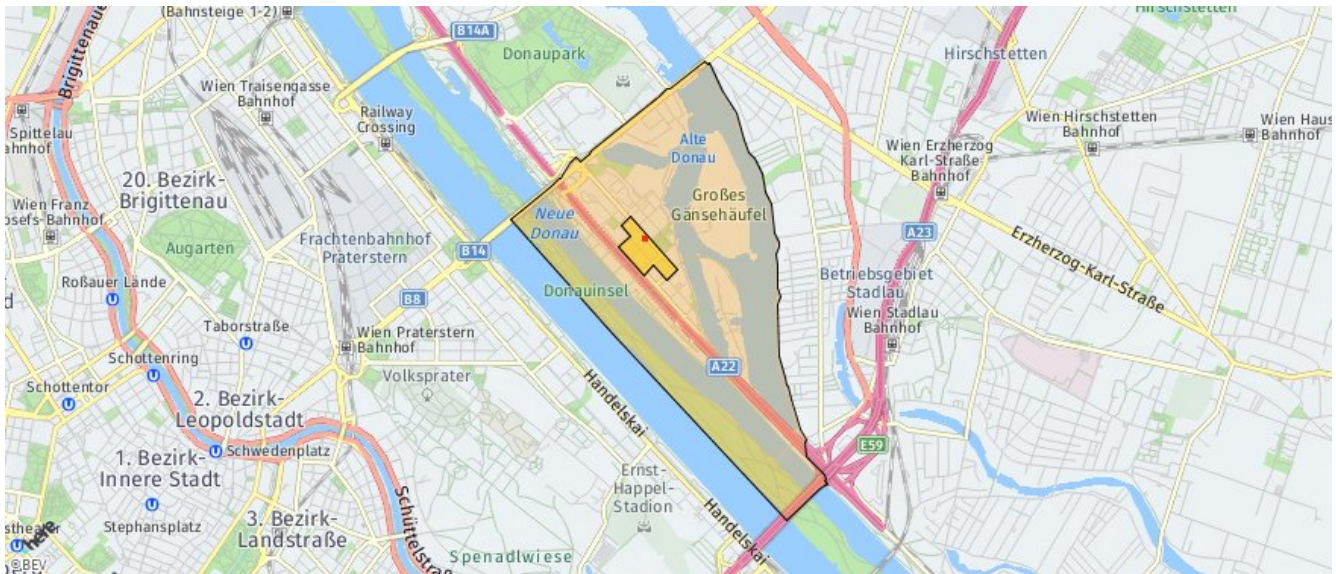 (Bahnsteige 1-2)
Brigittenauer
B14A
Donaupark
Hirschstetten
Hirschstetten
Wien Traisengasse
Bahnhof
Railway
Crossing
Spittelau
Wien Hirschstetten
Bahnhof
Wien Haus
Bahnhof
Alte
Donau
Wien Erzherzog
Karl-Straße-
Bahnhof
20. Bezirk-
Brigittenau
Wien Franz
Großes
Gänsehäufel
Neue
Donau
Augarten
Frachtenbahnhof
Praterstern
B14
A23
Erzherzog-Karl-Straße
Roßauer Lände
B8
Donauinsel
Betriebsgebiet
Stadlau
Wien Stadlau
Bahnhof
Taborstraße
Wien Praterstern
Bahnhof
Schottenring
Volksprater
A22
Schottentor
Handelskai
2. Bezirk-
Leopoldstadt
Schwedenplatz
E59
1. Bezirk-
Innere Stadt
Ernst-
Happel-
Stadion
Stephansplatz
Schüttelstraß
Handelskai
3. Bezirk-
Landstraße
here
©BEV
Spenadlwiese